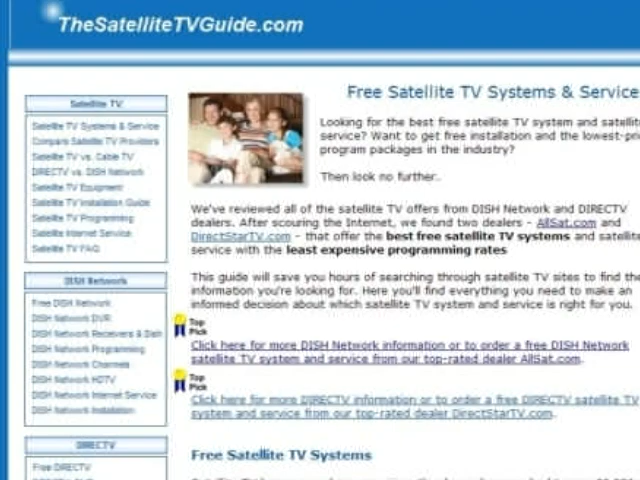 TheSatelliteTVGuide.com
Satellite TV
Satellite TV Systems & Service
Compare Satellite TV Providers
Satellite TV vs. Cable TV
DIRECTV vs. DISH Network
Satellite TV Equipment
Satellite TV Installation Guide
Satellite TV Programming
Satellite Internet Service
Satellite TV FAQ
DISH Network
Free DISH Network
DISH Network DVR
DISH Network Receivers & Dish
DISH Network Programming
DISH Network Channels
DISH Network HDTV
DISH Network Internet Service
DISH Network Installation
DIRECTV
Free DIRECTV
Free Satellite TV Systems & Service
Looking for the best free satellite TV system and satellit
service? Want to get free installation and the lowest-pri
program packages in the industry?
Then look no further.
We've reviewed all of the satellite TV offers from DISH Network and DIRECTV
dealers. After scouring the Internet, we found two dealers - AllSat.com and
DirectStarTV.com - that offer the best free satellite TV systems and satellite
service with the least expensive programming rates
This guide will save you hours of searching through satellite TV sites to find the
information you're looking for. Here you'll find everything you need to make an
informed decision about which satellite TV system and service is right for you.
Top
Pick
Click here for more DISH Network information or to order a free DISH Network
satellite TV system and service from our top-rated dealer AllSat.com.
Top
Pick
Click here for more DIRECTV information or to order a free DIRECTV satellite TV
system and service from our top-rated dealer DirectStarTV.com.
Free Satellite TV Systems